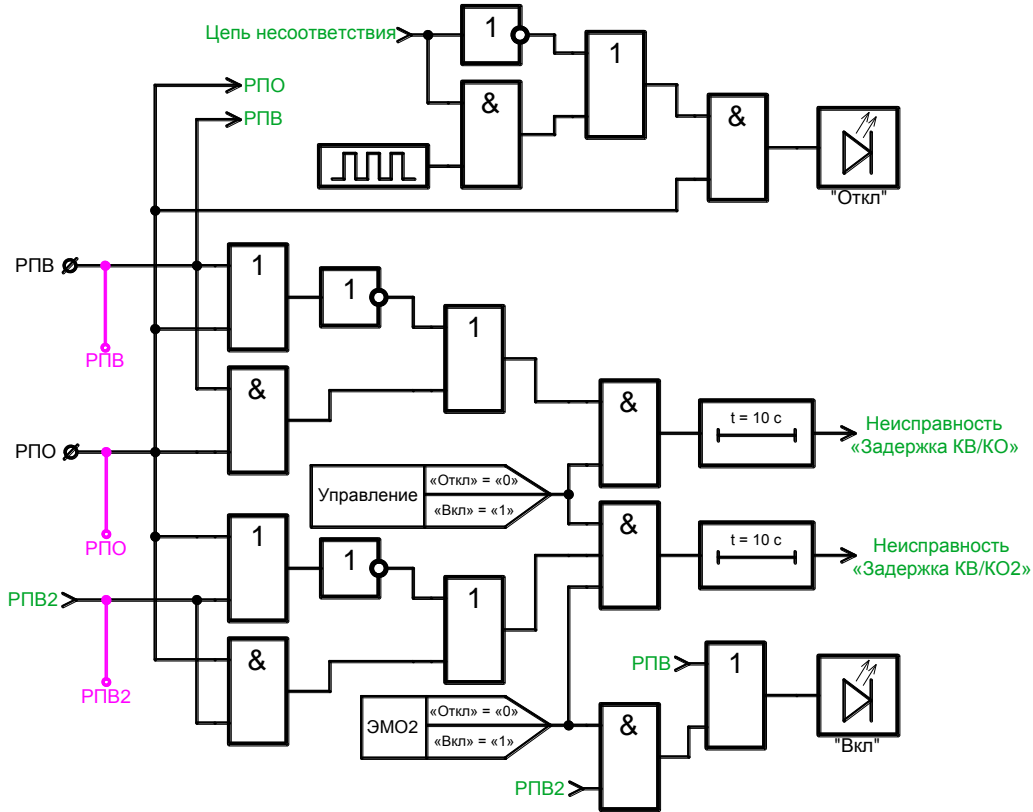 Цепь несоответствия
1
1
РПО
РПВ
&
&
"Откл"
РПВ
1
1
1
РПВ
&
&
t = 10 с
Неисправность
«Задержка КВ/КО»
РПО
Управление
«Откл» = «0»
«Вкл» = «1»
РПО
1
1
&
t = 10 с
Неисправность
«Задержка КВ/КО2»
РПВ2
1
&
РПВ2
РПВ
1
ЭМО2
«Откл» = «0»
«Вкл» = «1»
&
"Вкл"
РПВ2